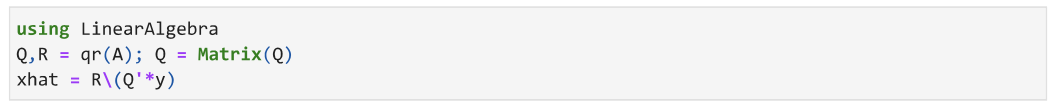 using LinearAlgebra
Q,R = qr(A); Q = Matrix(Q)
xhat = R\(Q'*y)